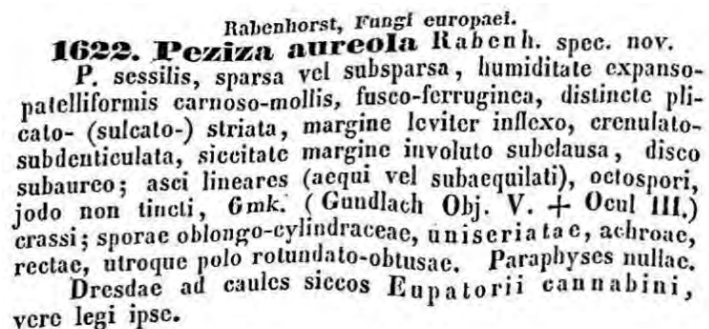 Rabenhorst, Fungi europaei.
1622. Peziza aureola Rabenh. spec. nov.
P. sessilis, sparsa vel subsparsa, humiditate expanso-
patelliformis carnoso-mollis, fusco-ferruginea, distincte pli-
cato- (sulcato-) striata, margine leviter inflexo, crenulato-
subdenticulata, siccitate margine involuto subclausa, disco
subaureo; asci lineares (aequi vel subaequilati), octospori,
jodo non tincti, 6mk. (Gundlach Obj. V. + Ocul III.)
crassi; sporae oblongo-cylindraceae, uniseriatae, achroae,
rectae, utroque polo rotundato-obtusae. Paraphyses nullae.
Dresdae ad caules siccos Eupatorii cannabini,
vere legi ipse.